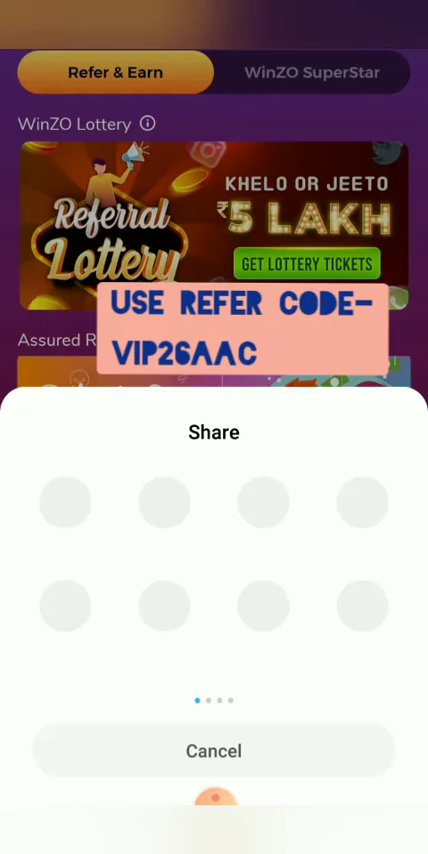 Refer & Earn
WinZO SuperStar
WinZO Lottery
Referral
Lottery
KHELO OR JEETO
₹5 LAKH
GET LOTTERY TICKETS
USE REFER CODE-
VIP26AAC
Assured R
Share
Cancel